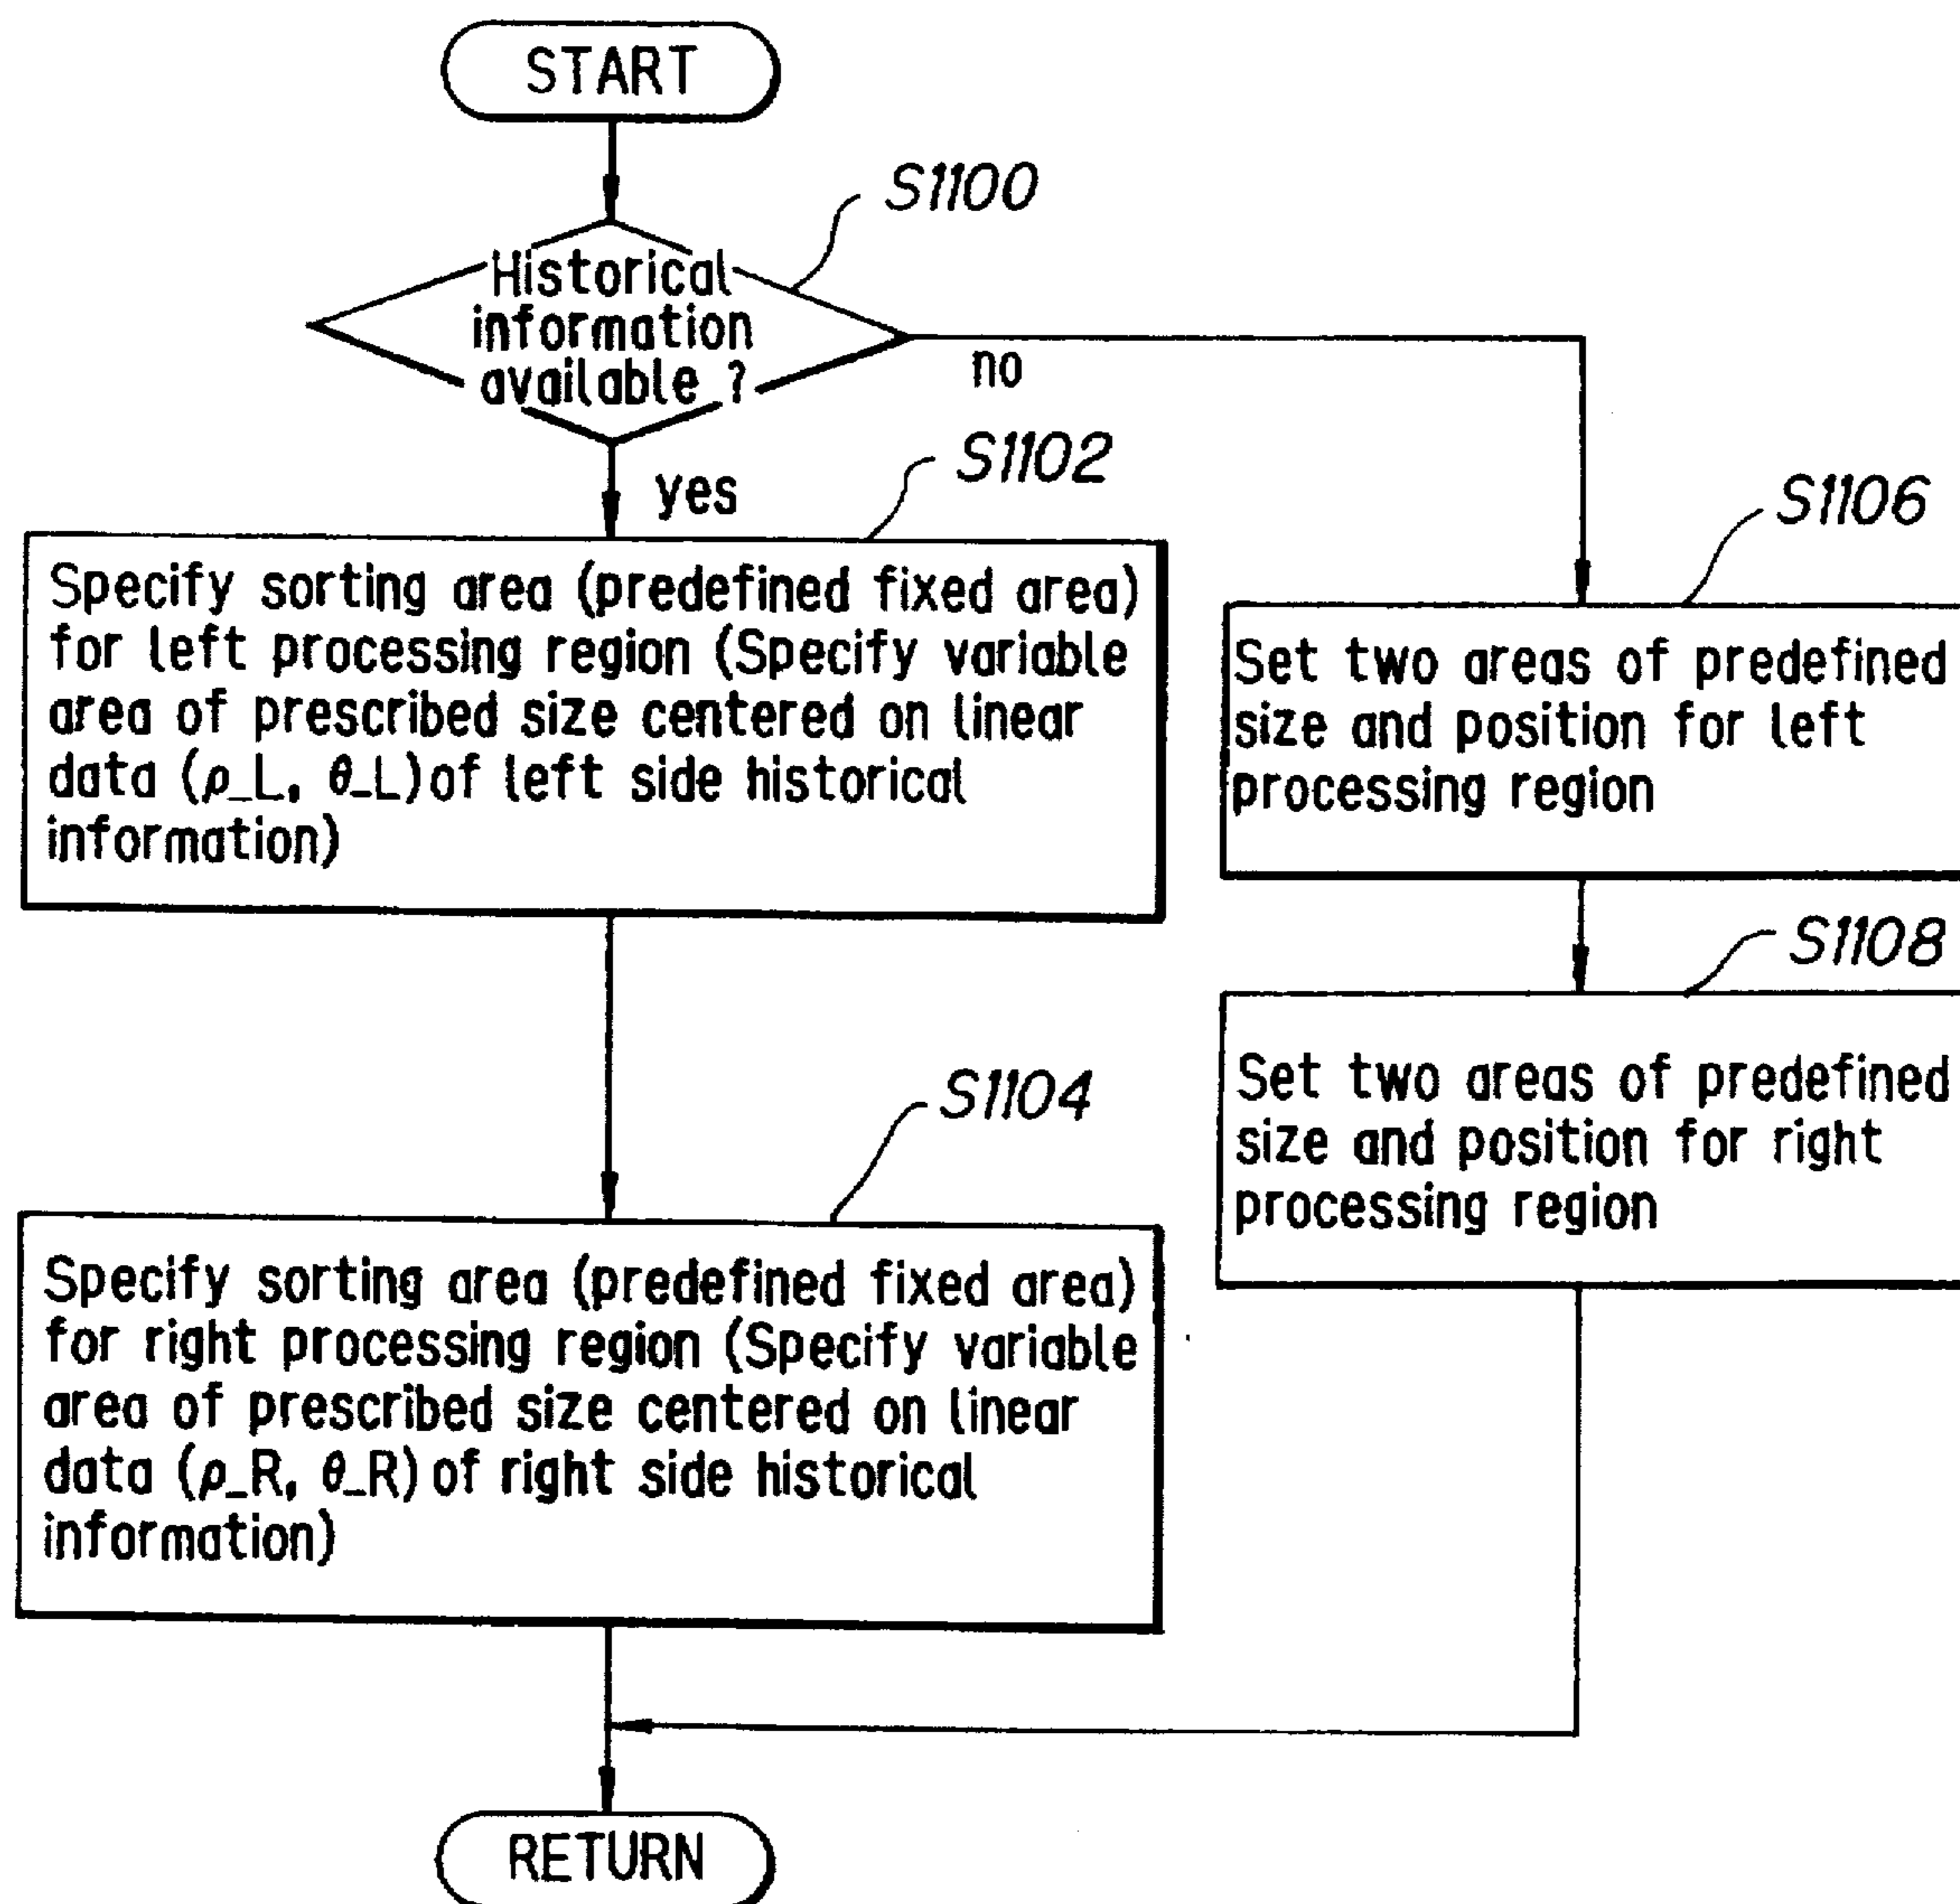 START
S1100
Historical
information
available ?
no
yes
S1102
Specify sorting area (predefined fixed area)
for left processing region (Specify variable
area of prescribed size centered on linear
data (ρ_L, θ_L) of left side historical
information)
S1106
Set two areas of predefined
size and position for left
processing region
S1108
Set two areas of predefined
size and position for right
processing region
S1104
Specify sorting area (predefined fixed area)
for right processing region (Specify variable
area of prescribed size centered on linear
data (ρ_R, θ_R) of right side historical
information)
RETURN